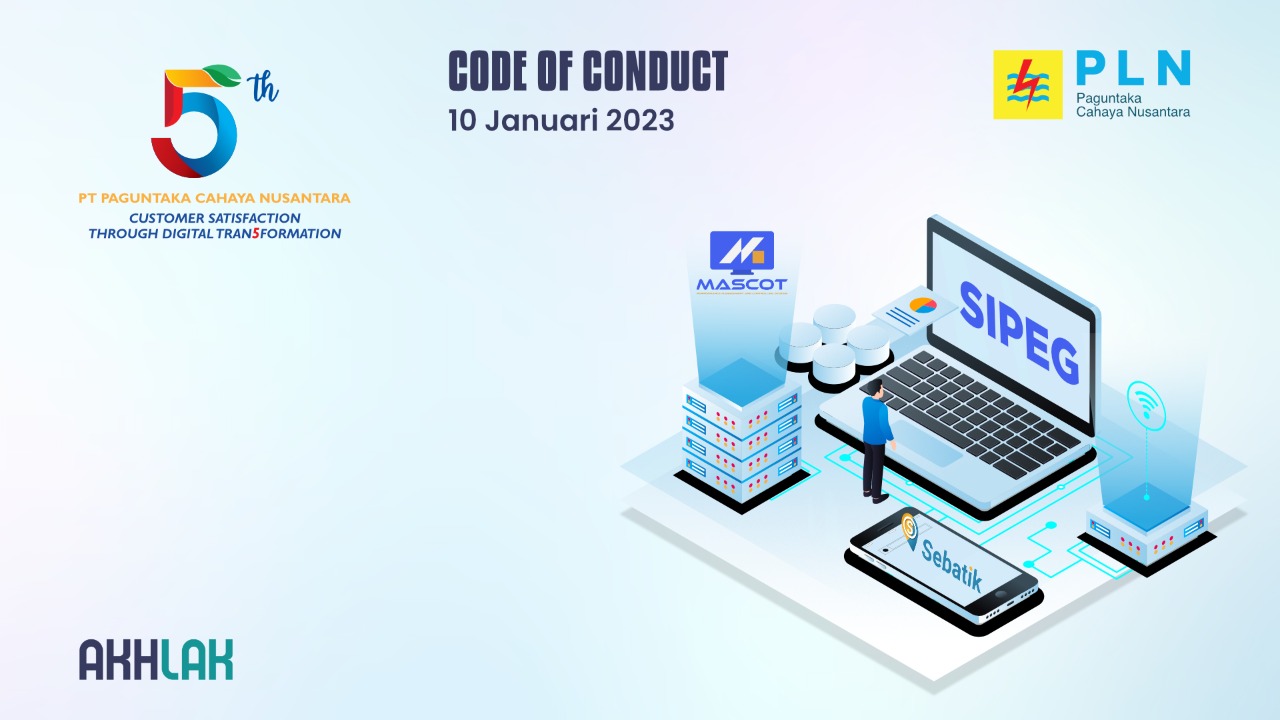 5th
PT PAGUNTAKA CAHAYA NUSANTARA
CUSTOMER SATISFACTION
THROUGH DIGITAL TRAN5FORMATION
CODE OF CONDUCT
10 Januari 2023
PLN
Paguntaka
Cahaya Nusantara
MASCOT
SIPEG
Sebatik
AKHLAK